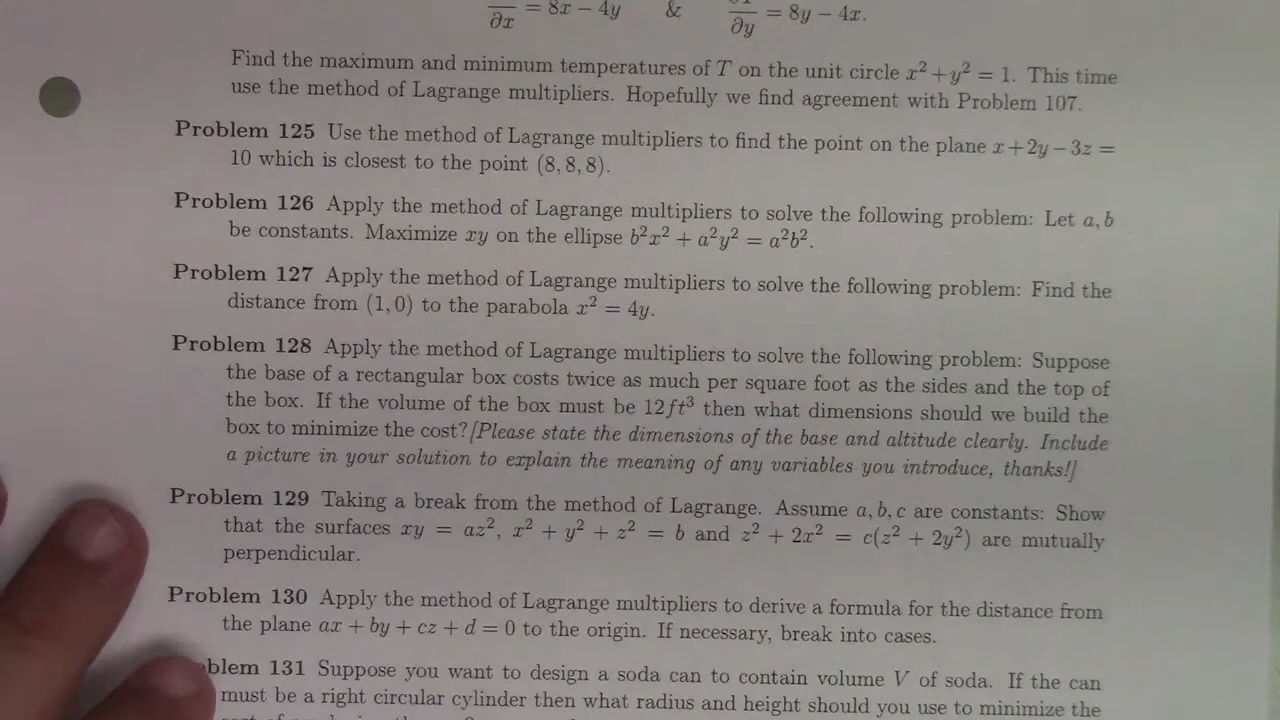 ∂x = 8x − 4y & ∂y = 8y − 4x.
Find the maximum and minimum temperatures of T on the unit circle x² + y² = 1. This time
use the method of Lagrange multipliers. Hopefully we find agreement with Problem 107.
Problem 125 Use the method of Lagrange multipliers to find the point on the plane x + 2y − 3z =
10 which is closest to the point (8, 8, 8).
Problem 126 Apply the method of Lagrange multipliers to solve the following problem: Let a, b
be constants. Maximize xy on the ellipse b²x² + a²y² = a²b².
Problem 127 Apply the method of Lagrange multipliers to solve the following problem: Find the
distance from (1, 0) to the parabola x² = 4y.
Problem 128 Apply the method of Lagrange multipliers to solve the following problem: Suppose
the base of a rectangular box costs twice as much per square foot as the sides and the top of
the box. If the volume of the box must be 12ft³ then what dimensions should we build the
box to minimize the cost?[Please state the dimensions of the base and altitude clearly. Include
a picture in your solution to explain the meaning of any variables you introduce, thanks!]
Problem 129 Taking a break from the method of Lagrange. Assume a, b, c are constants: Show
that the surfaces xy = az², x² + y² + z² = b and z² + 2x² = c(z² + 2y²) are mutually
perpendicular.
Problem 130 Apply the method of Lagrange multipliers to derive a formula for the distance from
the plane ax + by + cz + d = 0 to the origin. If necessary, break into cases.
oblem 131 Suppose you want to design a soda can to contain volume V of soda. If the can
must be a right circular cylinder then what radius and height should you use to minimize the